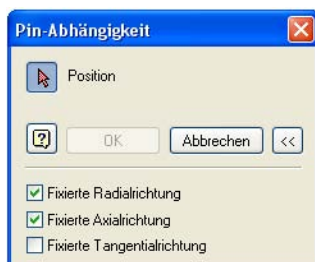 Pin-Abhängigkeit
Position
OK Abbrechen <<
Fixierte Radialrichtung
Fixierte Axialrichtung
Fixierte Tangentialrichtung